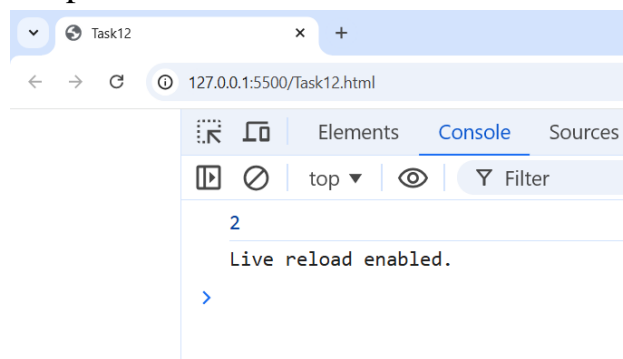 Task12
127.0.0.1:5500/Task12.html
Elements Console Sources
top Filter
2
Live reload enabled.